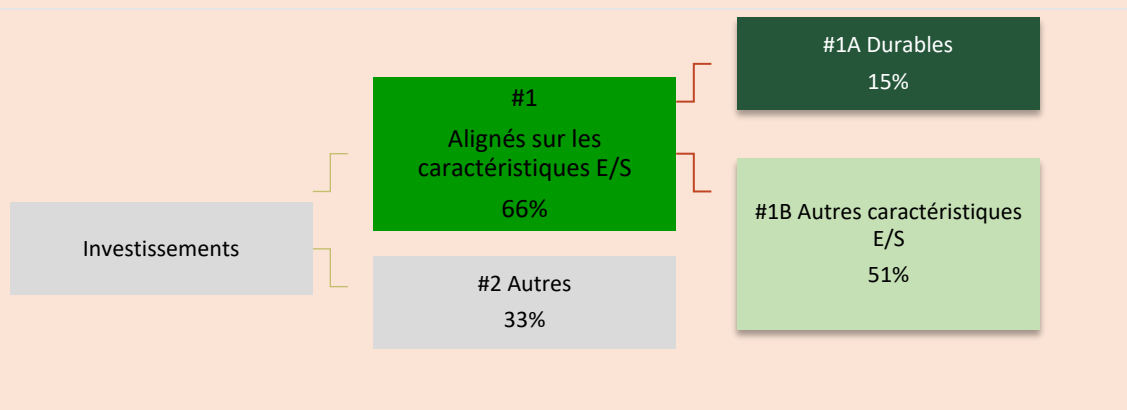 Investissements
#1
Alignés sur les
caractéristiques E/S
66%
#2 Autres
33%
#1A Durables
15%
#1B Autres caractéristiques
E/S
51%